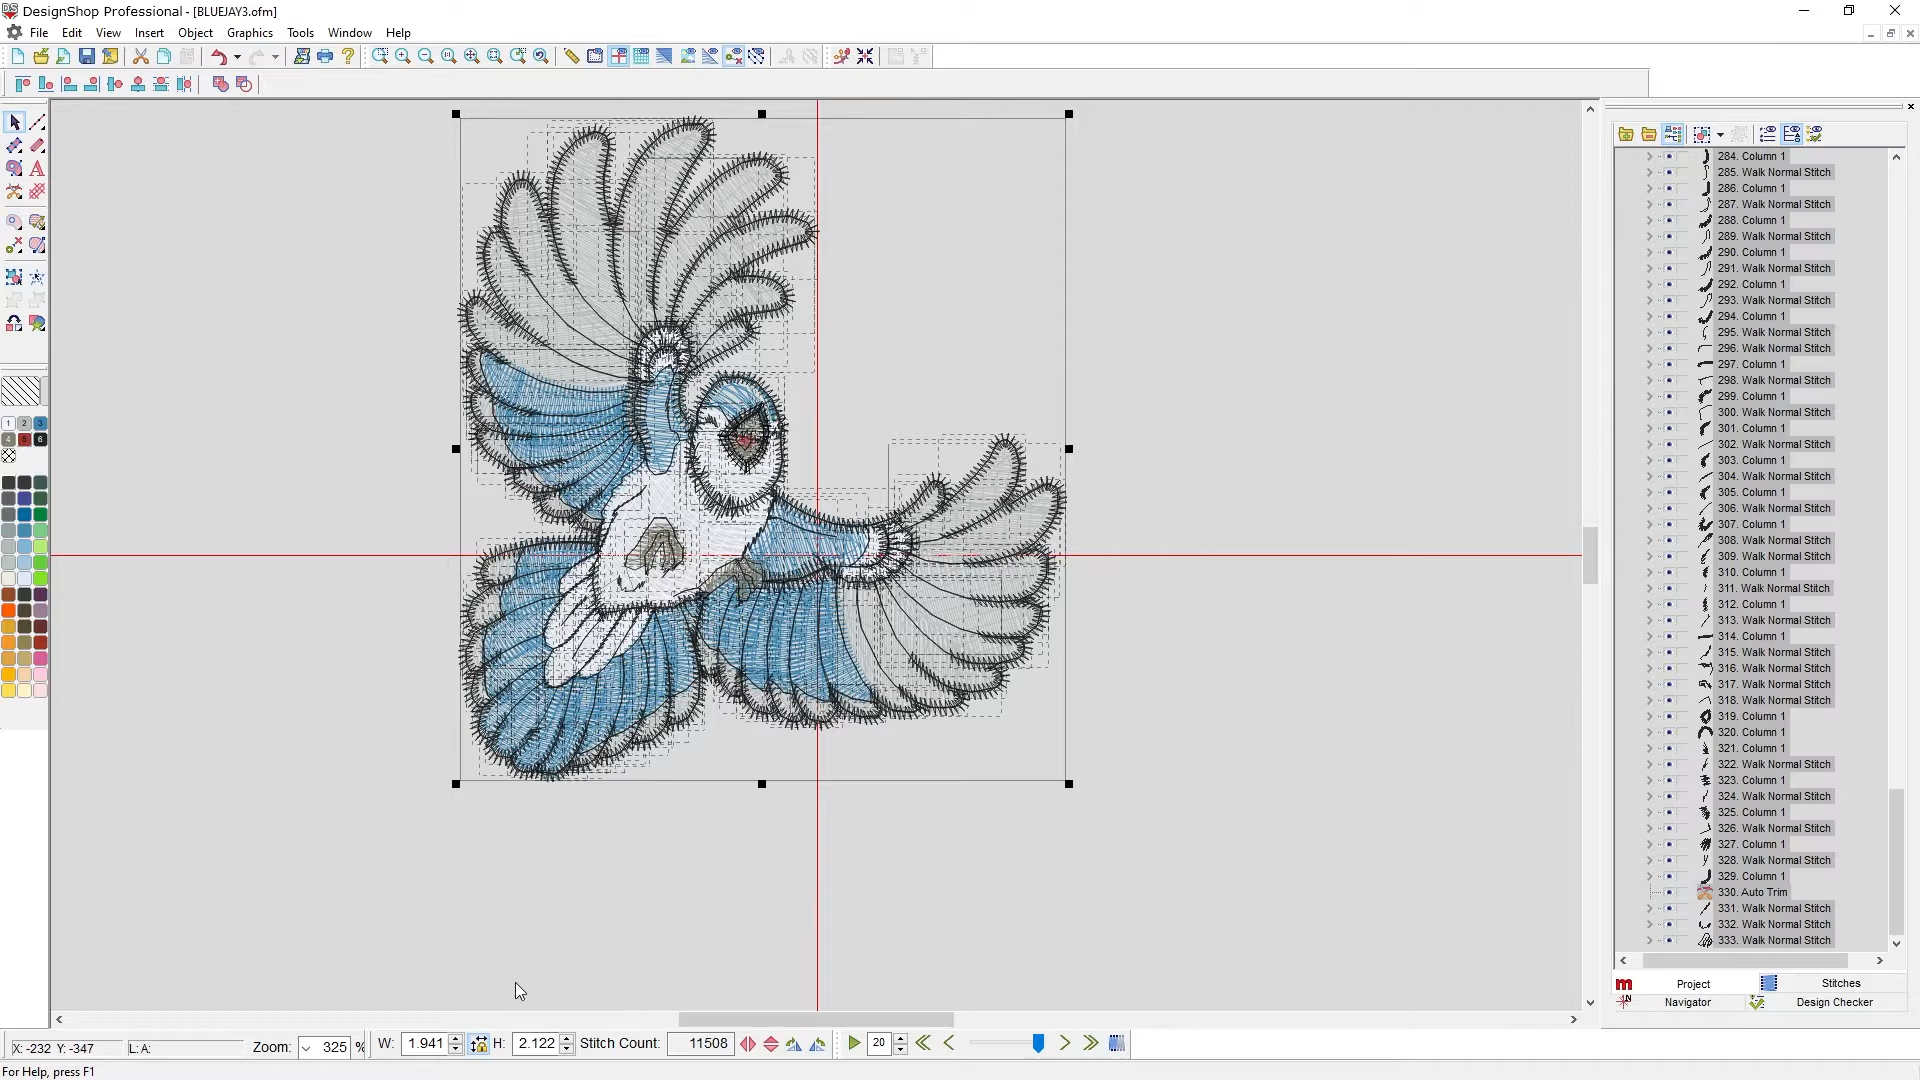 DesignShop Professional - [BLUEJAY3.ofm]
File Edit View Insert Object Graphics Tools Window Help
284. Column 1
285. Walk Normal Stitch
286. Column 1
287. Walk Normal Stitch
288. Column 1
289. Walk Normal Stitch
290. Column 1
291. Walk Normal Stitch
292. Column 1
293. Walk Normal Stitch
294. Column 1
295. Walk Normal Stitch
296. Walk Normal Stitch
297. Column 1
298. Walk Normal Stitch
299. Column 1
300. Walk Normal Stitch
301. Column 1
302. Walk Normal Stitch
303. Column 1
304. Walk Normal Stitch
305. Column 1
306. Walk Normal Stitch
307. Column 1
308. Walk Normal Stitch
309. Walk Normal Stitch
310. Column 1
311. Walk Normal Stitch
312. Column 1
313. Walk Normal Stitch
314. Column 1
315. Walk Normal Stitch
316. Walk Normal Stitch
317. Walk Normal Stitch
318. Walk Normal Stitch
319. Column 1
320. Column 1
321. Column 1
322. Walk Normal Stitch
323. Column 1
324. Walk Normal Stitch
325. Column 1
326. Walk Normal Stitch
327. Column 1
328. Walk Normal Stitch
329. Column 1
330. Auto Trim
331. Walk Normal Stitch
332. Walk Normal Stitch
333. Walk Normal Stitch
Project Stitches
Navigator Design Checker
1 2 3
4 5 6
X: -232 Y: -347 L: A: Zoom: 325 % W: 1.941 H: 2.122 Stitch Count: 11508 20
For Help, press F1